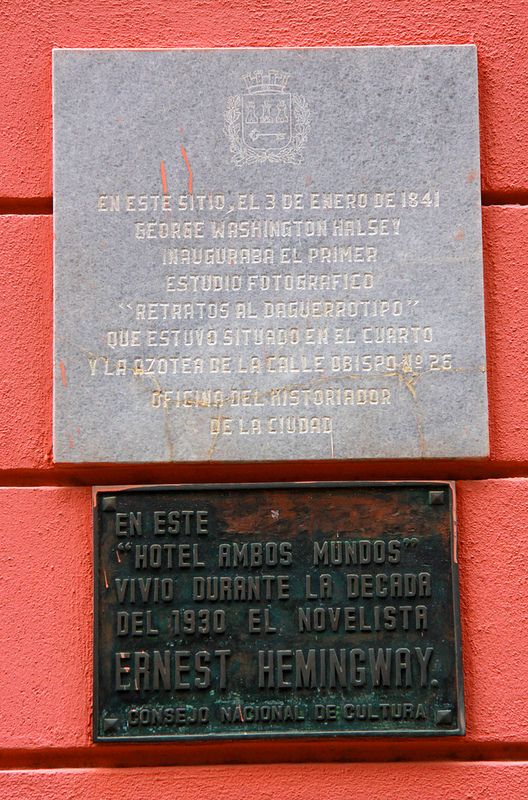 EN ESTE SITIO, EL 3 DE ENERO DE 1841
GEORGE WASHINGTON HALSEY
INAUGURABA EL PRIMER
ESTUDIO FOTOGRAFICO
“RETRATOS AL DAGUERROTIPO”
QUE ESTUVO SITUADO EN EL CUARTO
Y LA AZOTEA DE LA CALLE OBISPO Nº 26
OFICINA DEL HISTORIADOR
DE LA CIUDAD
EN ESTE
“HOTEL AMBOS MUNDOS”
VIVIO DURANTE LA DECADA
DEL 1930 EL NOVELISTA
ERNEST HEMINGWAY.
CONSEJO NACIONAL DE CULTURA